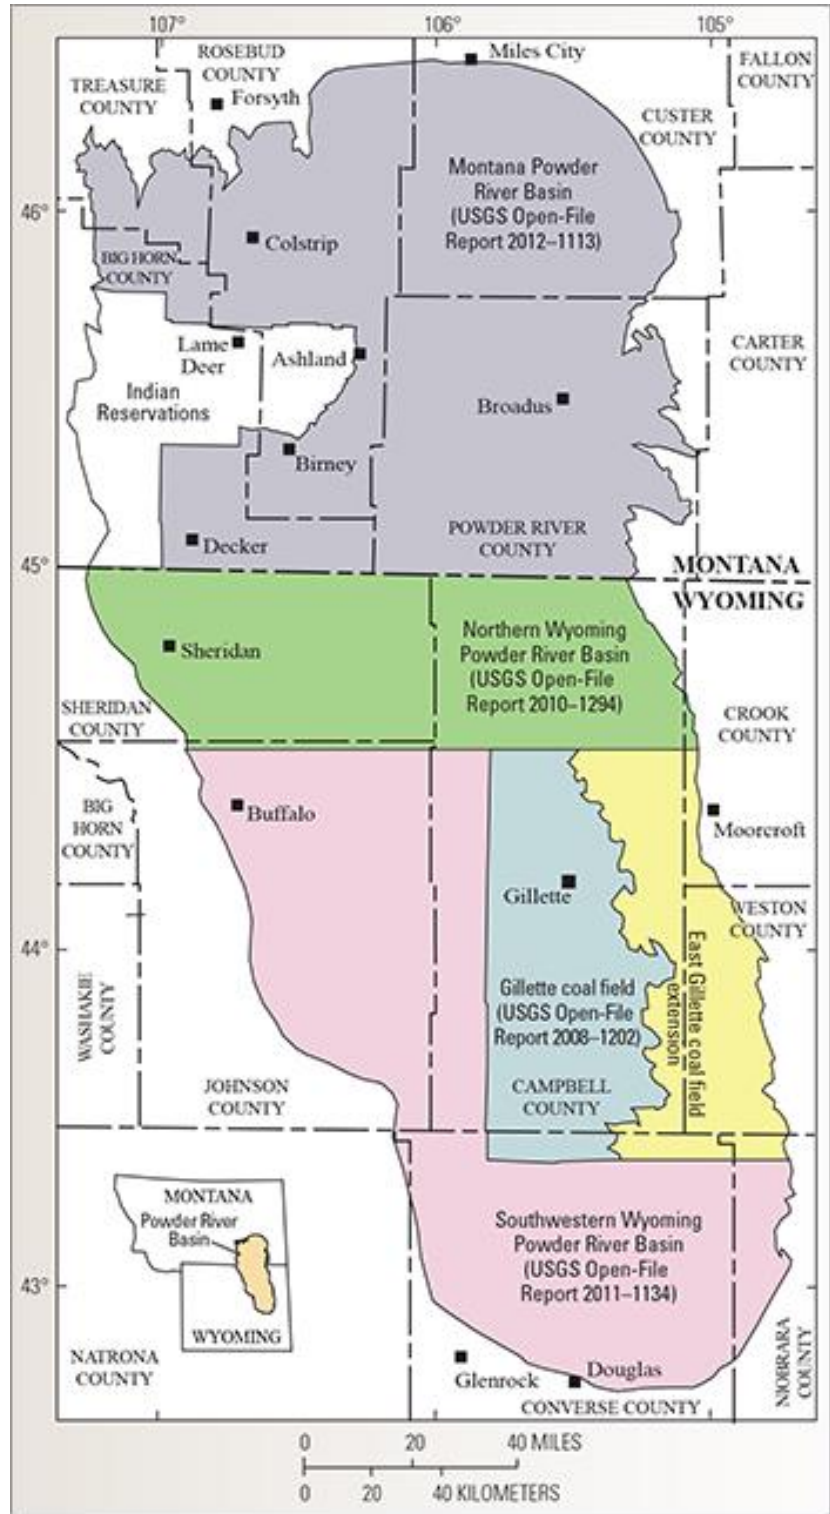 107°
106°
105°
ROSEBUD
COUNTY
Miles City
FALLON
COUNTY
TREASURE
COUNTY
Forsyth
CUSTER
COUNTY
Montana Powder
River Basin
(USGS Open-File
Report 2012–1113)
46°
Colstrip
BIG HORN
COUNTY
Lame
Deer
Ashland
CARTER
COUNTY
Indian
Reservations
Broadus
Birney
Decker
POWDER RIVER
COUNTY
45°
MONTANA
WYOMING
Northern Wyoming
Powder River Basin
(USGS Open-File
Report 2010–1294)
Sheridan
SHERIDAN
COUNTY
CROOK
COUNTY
BIG
HORN
COUNTY
Buffalo
Moorcroft
Gillette
WESTON
COUNTY
44°
East Gillette coal field
extension
Gillette coal field
(USGS Open-File
Report 2008–1202)
WASHAKIE
COUNTY
JOHNSON
COUNTY
CAMPBELL
COUNTY
MONTANA
Powder River
Basin
WYOMING
Southwestern Wyoming
Powder River Basin
(USGS Open-File
Report 2011–1134)
43°
NATRONA
COUNTY
Glenrock
Douglas
CONVERSE COUNTY
NIOBRARA
COUNTY
0 20 40 MILES
0 20 40 KILOMETERS